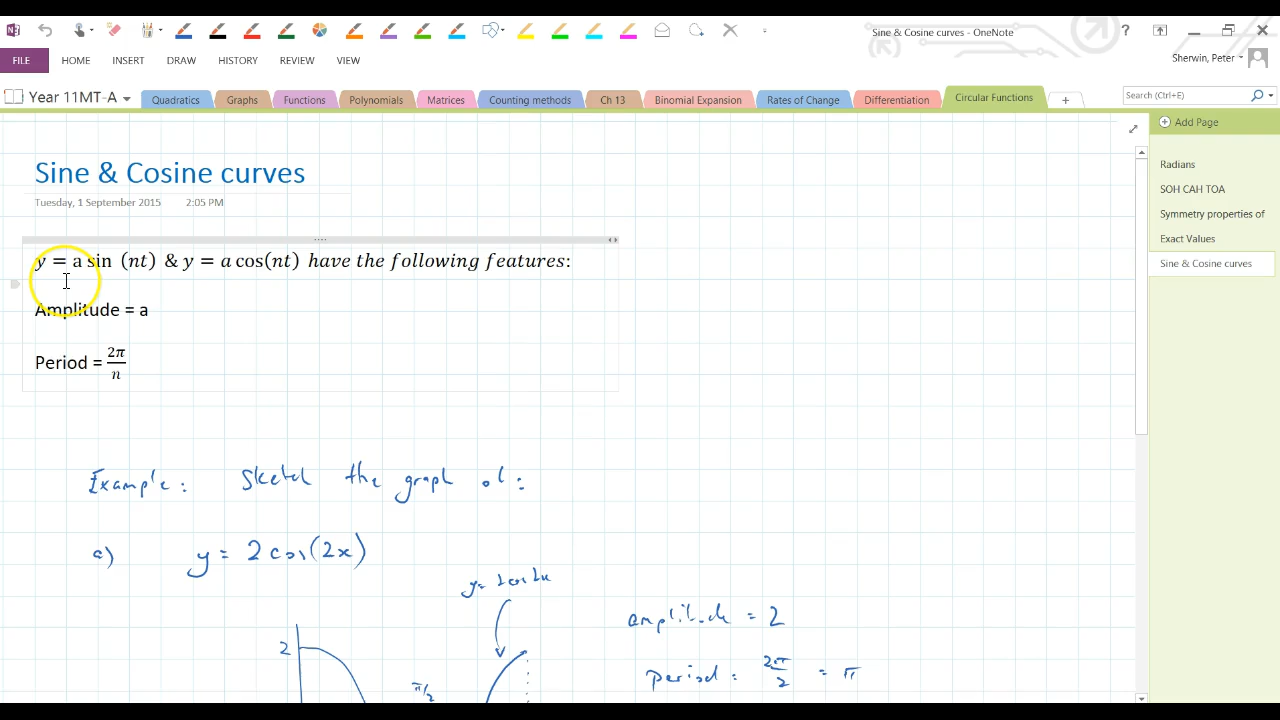 Sine & Cosine curves - OneNote
?
FILE
HOME
INSERT
DRAW
HISTORY
REVIEW
VIEW
Sherwin, Peter
Year 11MT-A
Quadratics
Graphs
Functions
Polynomials
Matrices
Counting methods
Ch 13
Binomial Expansion
Rates of Change
Differentiation
Circular Functions
Search (Ctrl+E)
Add Page
Radians
SOH CAH TOA
Symmetry properties of
Exact Values
Sine & Cosine curves
Sine & Cosine curves
Tuesday, 1 September 2015 2:05 PM
y = a sin (nt) & y = a cos(nt) have the following features:
Amplitude = a
Period = 2π/n
Example: Sketch the graph of:
a) y = 2 cos(2x)
y = 2 cos 2x
amplitude = 2
2
period: 2π/2 = π
π/2